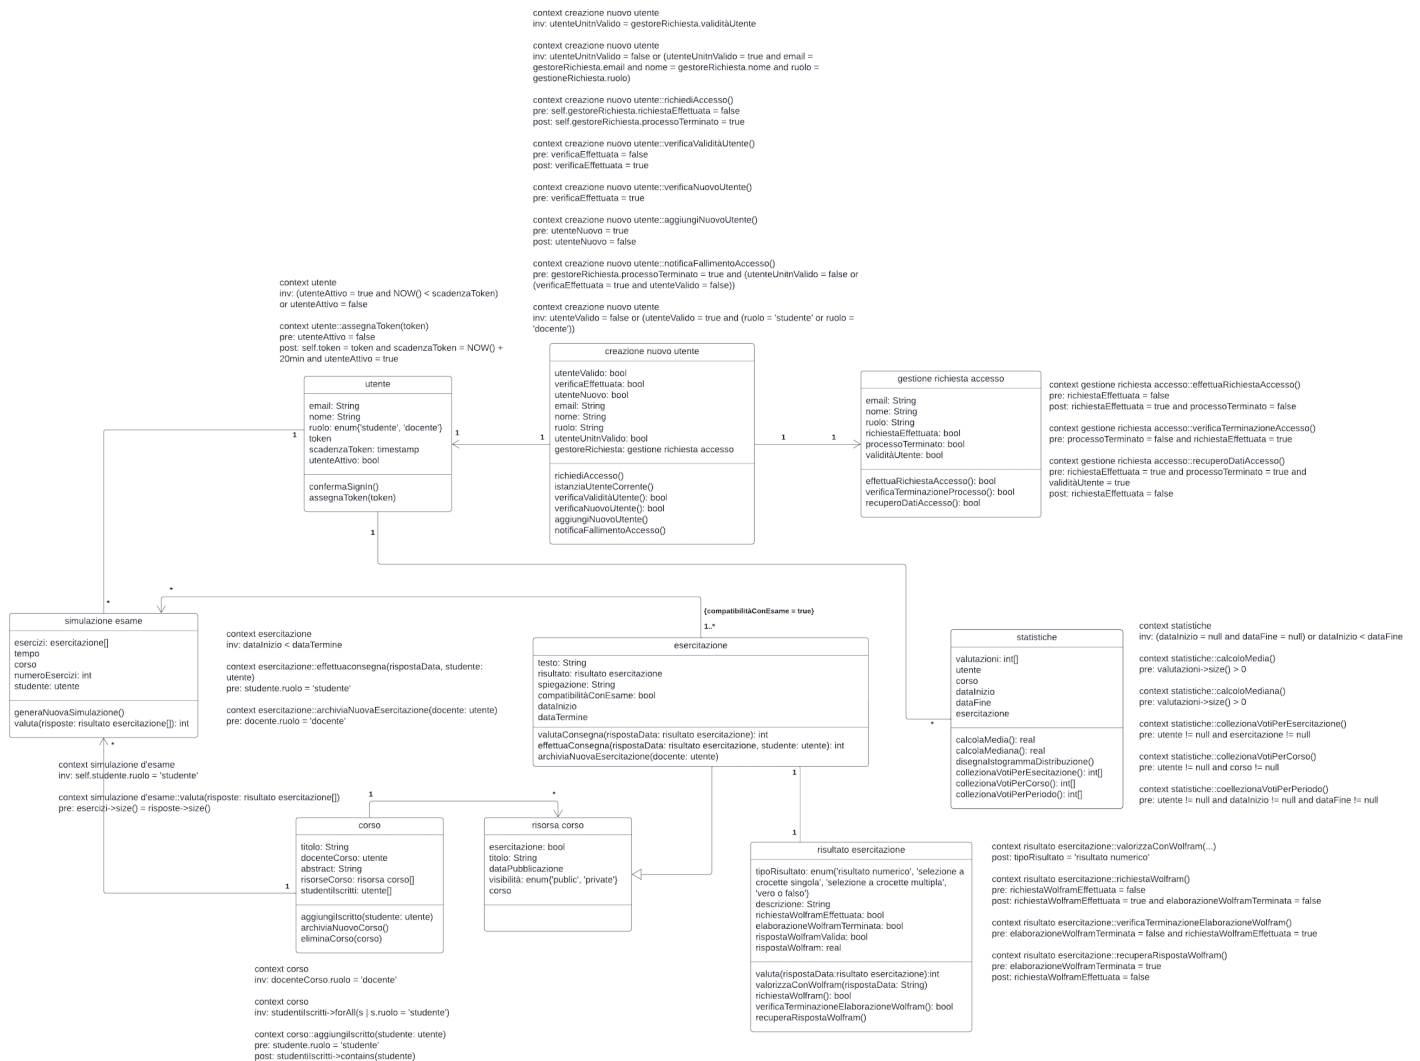 context creazione nuovo utente
inv: utenteUnitnValido = gestoreRichiesta.validitàUtente
context creazione nuovo utente
inv: utenteUnitnValido = false or (utenteUnitnValido = true and email =
gestoreRichiesta.email and nome = gestoreRichiesta.nome and ruolo =
gestioneRichiesta.ruolo)
context creazione nuovo utente::richiediAccesso()
pre: self.gestoreRichiesta.richiestaEffettuata = false
post: self.gestoreRichiesta.processoTerminato = true
context creazione nuovo utente::verificaValiditàUtente()
pre: verificaEffettuata = false
post: verificaEffettuata = true
context creazione nuovo utente::verificaNuovoUtente()
pre: verificaEffettuata = true
context creazione nuovo utente::aggiungiNuovoUtente()
pre: utenteNuovo = true
post: utenteNuovo = false
context creazione nuovo utente::notificaFallimentoAccesso()
pre: gestoreRichiesta.processoTerminato = true and (utenteUnitnValido = false or
(verificaEffettuata = true and utenteValido = false))
context creazione nuovo utente
inv: utenteValido = false or (utenteValido = true and (ruolo = 'studente' or ruolo =
'docente'))
context utente
inv: (utenteAttivo = true and NOW() < scadenzaToken)
or utenteAttivo = false
context utente::assegnaToken(token)
pre: utenteAttivo = false
post: self.token = token and scadenzaToken = NOW() +
20min and utenteAttivo = true
utente
email: String
nome: String
ruolo: enum{'studente', 'docente'}
token
scadenzaToken: timestamp
utenteAttivo: bool
confermaSignIn()
assegnaToken(token)
1
1
1
creazione nuovo utente
utenteValido: bool
verificaEffettuata: bool
utenteNuovo: bool
email: String
nome: String
ruolo: String
utenteUnitnValido: bool
gestoreRichiesta: gestione richiesta accesso
richiediAccesso()
istanziaUtenteCorrente()
verificaValiditàUtente(): bool
verificaNuovoUtente(): bool
aggiungiNuovoUtente()
notificaFallimentoAccesso()
1
1
1
gestione richiesta accesso
email: String
nome: String
ruolo: String
richiestaEffettuata: bool
processoTerminato: bool
validitàUtente: bool
effettuaRichiestaAccesso(): bool
verificaTerminazioneProcesso(): bool
recuperoDatiAccesso(): bool
context gestione richiesta accesso::effettuaRichiestaAccesso()
pre: richiestaEffettuata = false
post: richiestaEffettuata = true and processoTerminato = false
context gestione richiesta accesso::verificaTerminazioneAccesso()
pre: processoTerminato = false and richiestaEffettuata = true
context gestione richiesta accesso::recuperoDatiAccesso()
pre: richiestaEffettuata = true and processoTerminato = true and
validitàUtente = true
post: richiestaEffettuata = false
*
*
simulazione esame
esercizi: esercitazione[]
tempo
corso
numeroEsercizi: int
studente: utente
generaNuovaSimulazione()
valuta(risposte: risultato esercitazione[]): int
*
context simulazione d'esame
inv: self.studente.ruolo = 'studente'
context simulazione d'esame::valuta(risposte: risultato esercitazione[])
pre: esercizi->size() = risposte->size()
context esercitazione
inv: dataInizio < dataTermine
context esercitazione::effettuaconsegna(rispostaData, studente:
utente)
pre: studente.ruolo = 'studente'
context esercitazione::archiviaNuovaEsercitazione(docente: utente)
pre: docente.ruolo = 'docente'
{compatibilitàConEsame = true}
1..*
esercitazione
testo: String
risultato: risultato esercitazione
spiegazione: String
compatibilitàConEsame: bool
dataInizio
dataTermine
valutaConsegna(rispostaData: risultato esercitazione): int
effettuaConsegna(rispostaData: risultato esercitazione, studente: utente): int
archiviaNuovaEsercitazione(docente: utente)
1
1
*
statistiche
valutazioni: int[]
utente
corso
dataInizio
dataFine
esercitazione
calcolaMedia(): real
calcolaMediana(): real
disegnaIstogrammaDistribuzione()
collezionaVotiPerEsecitazione(): int[]
collezionaVotiPerCorso(): int[]
collezionaVotiPerPeriodo(): int[]
context statistiche
inv: (dataInizio = null and dataFine = null) or dataInizio < dataFine
context statistiche::calcoloMedia()
pre: valutazioni->size() > 0
context statistiche::calcoloMediana()
pre: valutazioni->size() > 0
context statistiche::collezionaVotiPerEsercitazione()
pre: utente != null and esercitazione != null
context statistiche::collezionaVotiPerCorso()
pre: utente != null and corso != null
context statistiche::coellezionaVotiPerPeriodo()
pre: utente != null and dataInizio != null and dataFine != null
1
*
1
corso
titolo: String
docenteCorso: utente
abstract: String
risorseCorso: risorsa corso[]
studentiIscritti: utente[]
aggiungiIscritto(studente: utente)
archiviaNuovoCorso()
eliminaCorso(corso)
risorsa corso
esercitazione: bool
titolo: String
dataPubblicazione
visibilità: enum{'public', 'private'}
corso
context corso
inv: docenteCorso.ruolo = 'docente'
context corso
inv: studentiIscritti->forAll(s | s.ruolo = 'studente')
context corso::aggiungiIscritto(studente: utente)
pre: studente.ruolo = 'studente'
post: studentiIscritti->contains(studente)
risultato esercitazione
tipoRisultato: enum{'risultato numerico', 'selezione a
crocette singola', 'selezione a crocette multipla',
'vero o falso'}
descrizione: String
richiestaWolframEffettuata: bool
elaborazioneWolframTerminata: bool
rispostaWolframValida: bool
rispostaWolfram: real
valuta(rispostaData:risultato esercitazione):int
valorizzaConWolfram(rispostaData: String)
richiestaWolfram(): bool
verificaTerminazioneElaborazioneWolfram(): bool
recuperaRispostaWolfram()
context risultato esercitazione::valorizzaConWolfram(...)
post: tipoRisultato = 'risultato numerico'
context risultato esercitazione::richiestaWolfram()
pre: richiestaWolframEffettuata = false
post: richiestaWolframEffettuata = true and elaborazioneWolframTerminata = false
context risultato esercitazione::verificaTerminazioneElaborazioneWolfram()
pre: elaborazioneWolframTerminata = false and richiestaWolframEffettuata = true
context risultato esercitazione::recuperaRispostaWolfram()
pre: elaborazioneWolframTerminata = true
post: richiestaWolframEffettuata = false